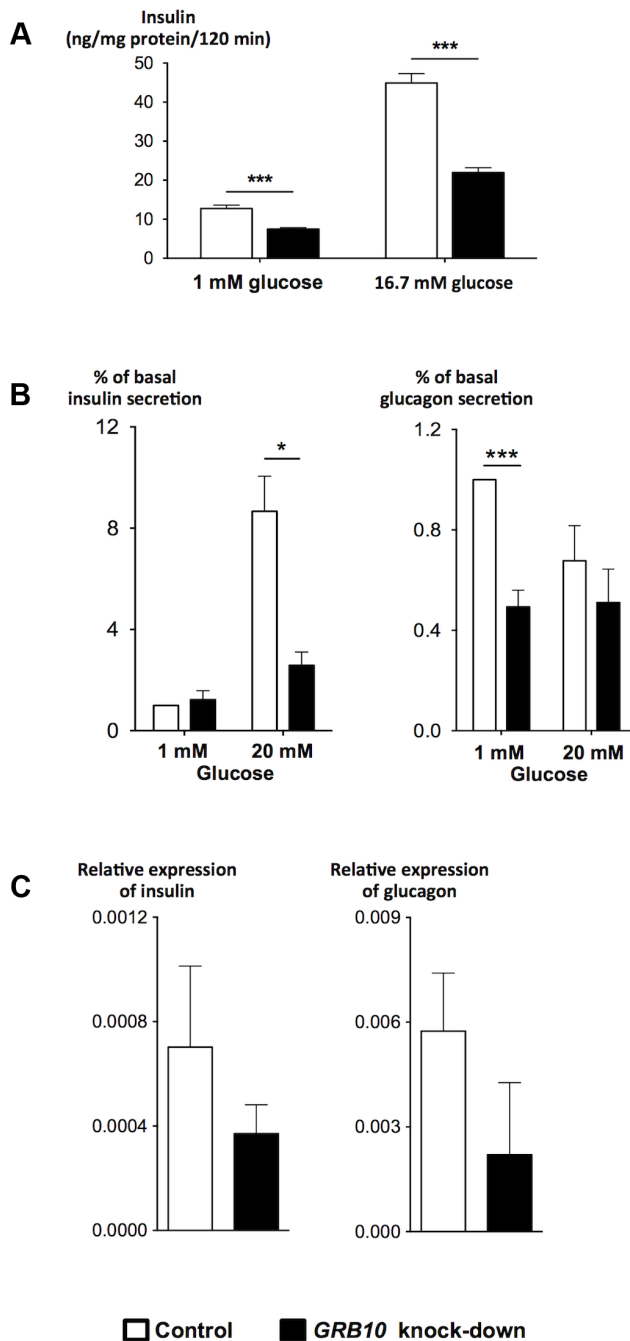 A
Insulin
(ng/mg protein/120 min)
50
40
30
20
10
0
***
***
1 mM glucose
16.7 mM glucose
B
% of basal
insulin secretion
12
8
4
0
*
1 mM
20 mM
Glucose
% of basal
glucagon secretion
1.2
0.8
0.4
0.0
***
1 mM
20 mM
Glucose
C
Relative expression
of insulin
0.0012
0.0008
0.0004
0.0000
Relative expression
of glucagon
0.009
0.006
0.003
0.000
Control
GRB10 knock-down